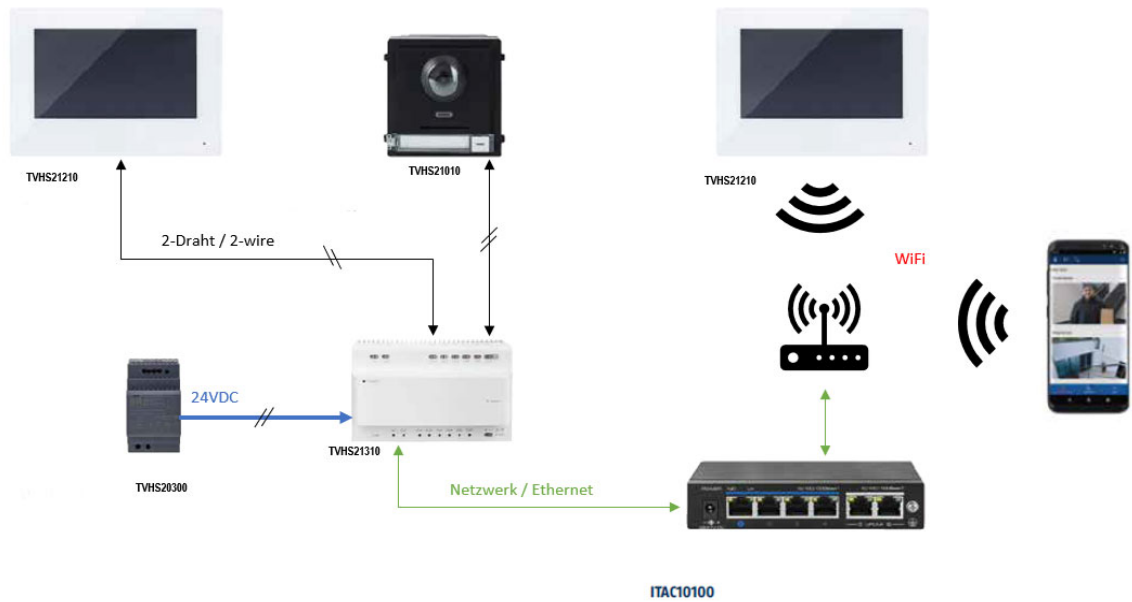 TVHS21210
TVHS21010
TVHS21210
2-Draht / 2-wire
WiFi
24VDC
TVHS21310
TVHS20300
Netzwerk / Ethernet
ITAC10100